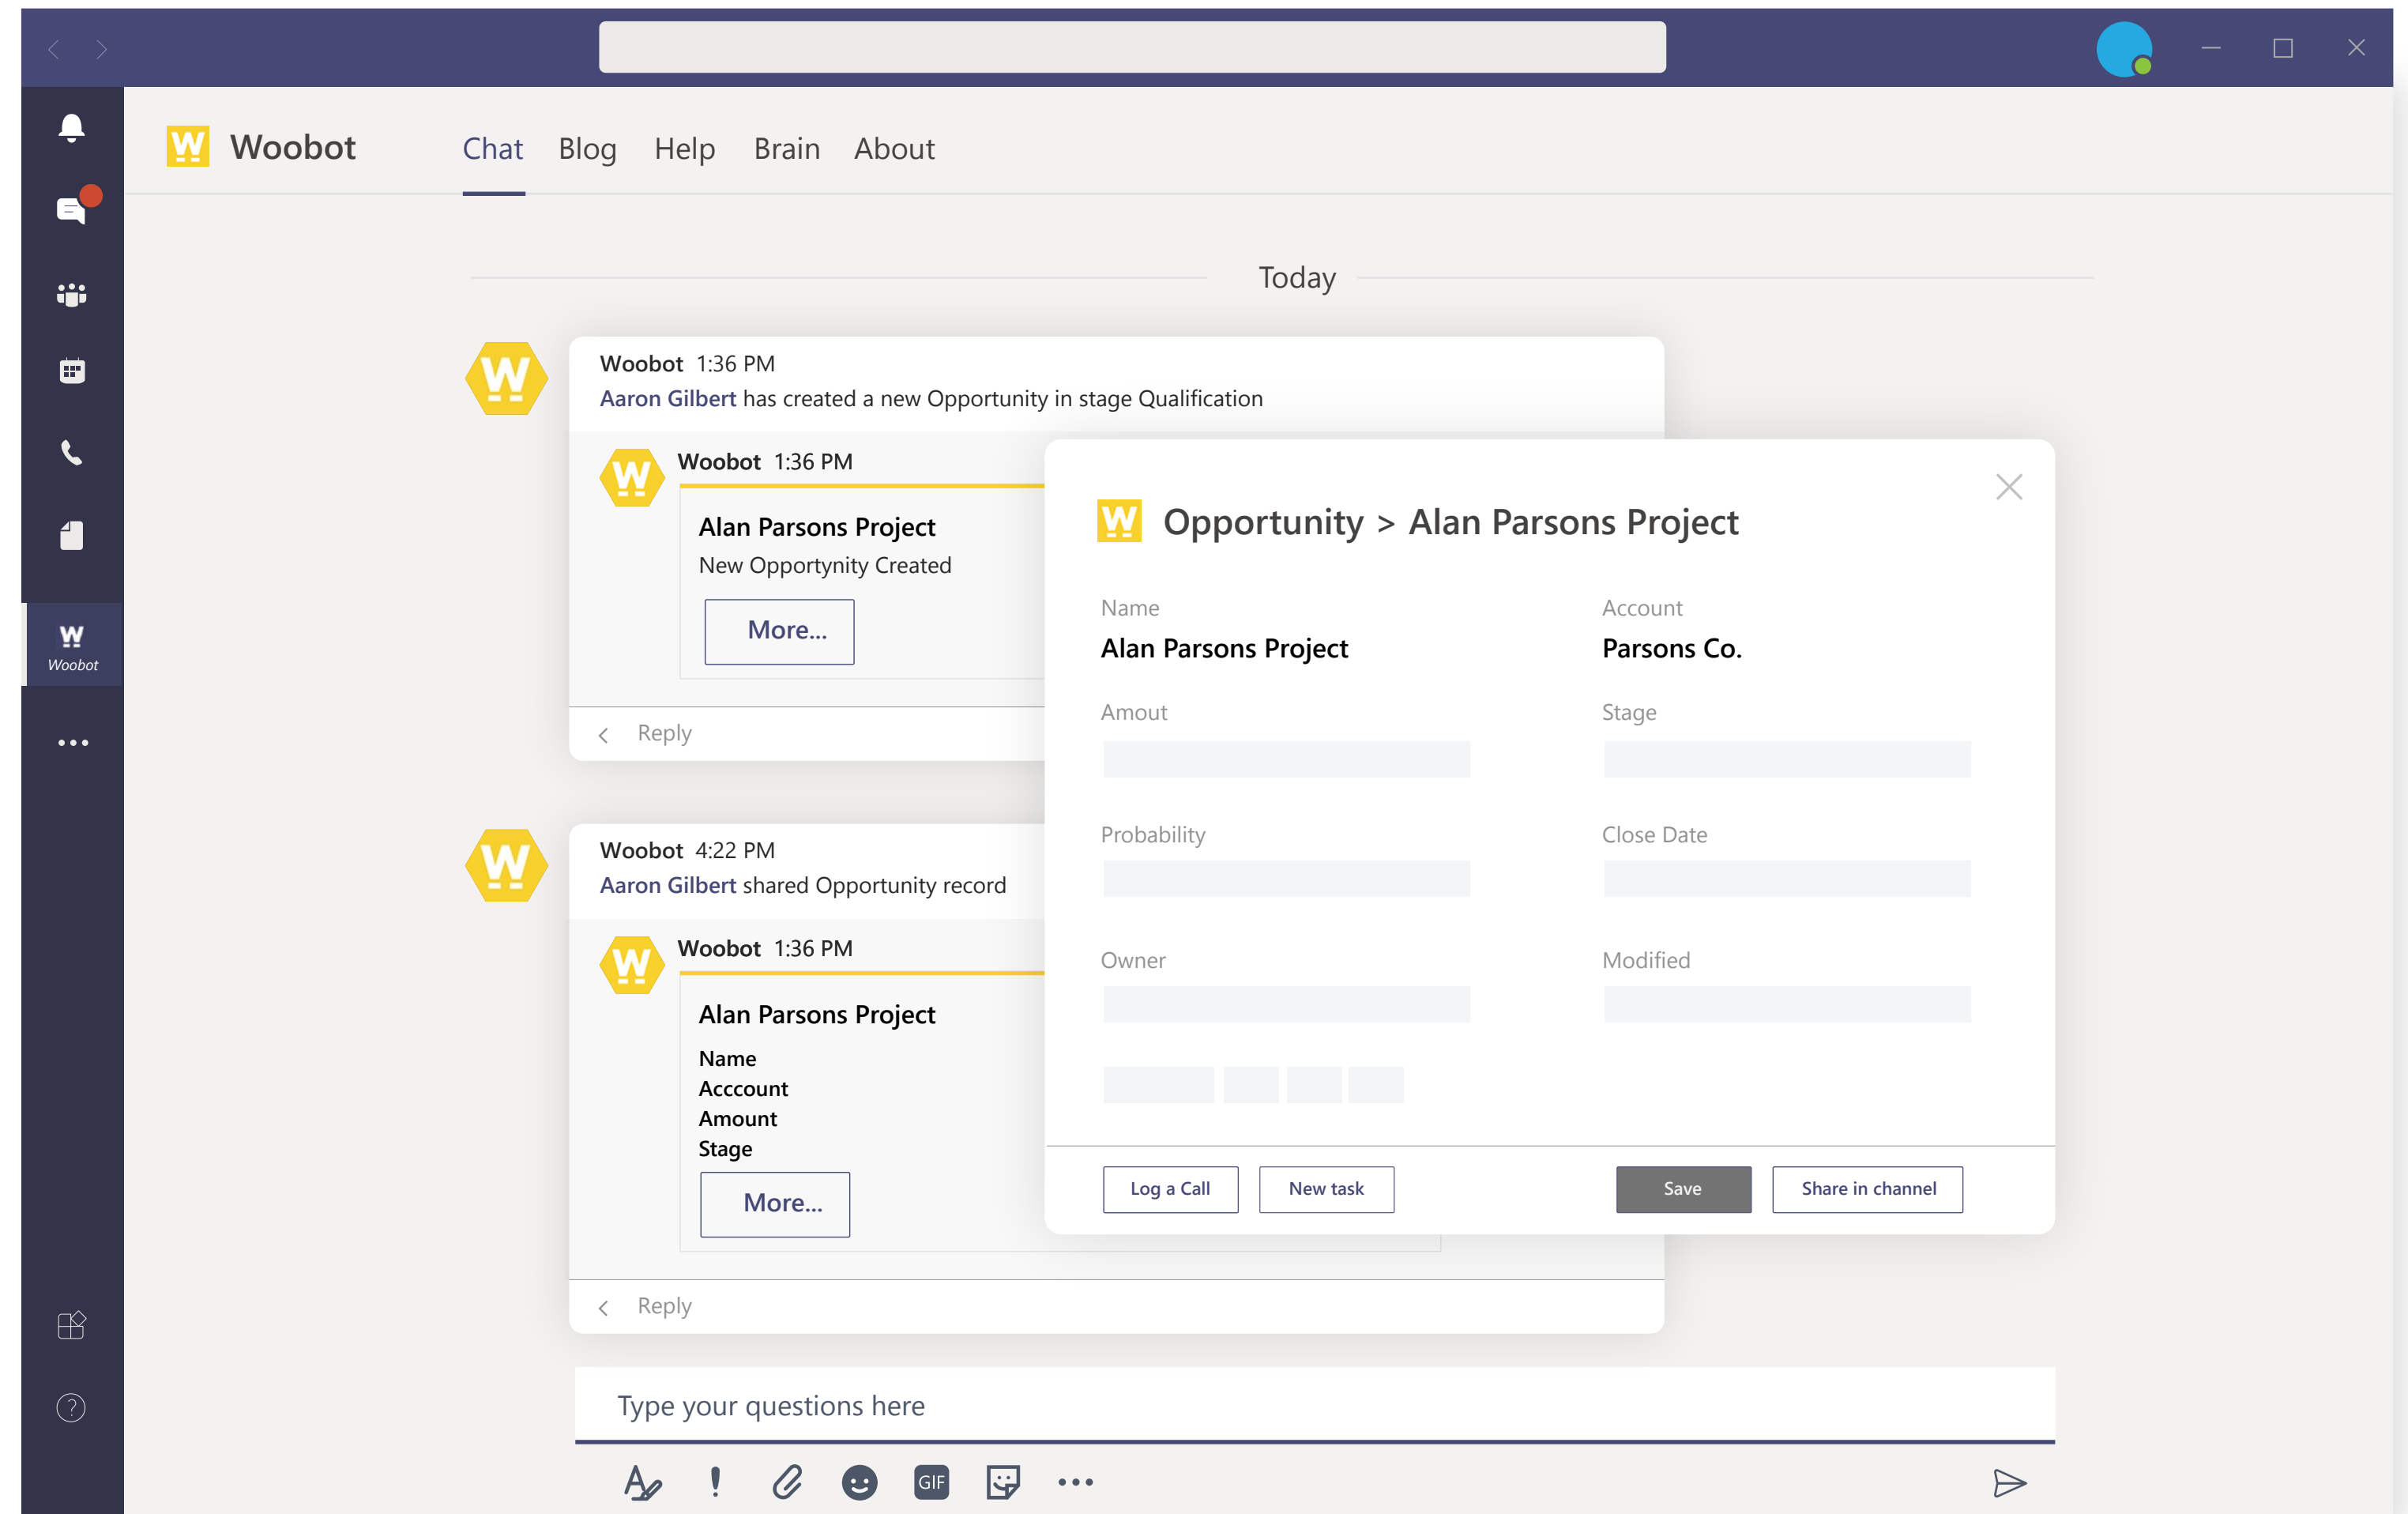 W Woobot Chat Blog Help Brain About
Today
W
Woobot 1:36 PM
Aaron Gilbert has created a new Opportunity in stage Qualification
W
Woobot 1:36 PM
Alan Parsons Project
New Opportynity Created
More...
< Reply
W
Woobot
W
Woobot 4:22 PM
Aaron Gilbert shared Opportunity record
W
Woobot 1:36 PM
Alan Parsons Project
Name
Acccount
Amount
Stage
More...
< Reply
W Opportunity > Alan Parsons Project
Name
Alan Parsons Project
Account
Parsons Co.
Amout
Stage
Probability
Close Date
Owner
Modified
Log a Call
New task
Save
Share in channel
Type your questions here
GIF